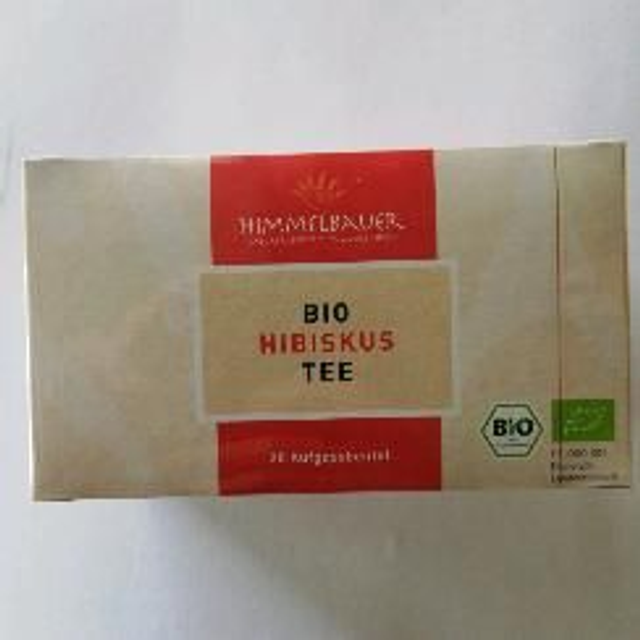 HIMMELBAUER
BIO
HIBISKUS
TEE
20 Aufgussbeutel
BIO